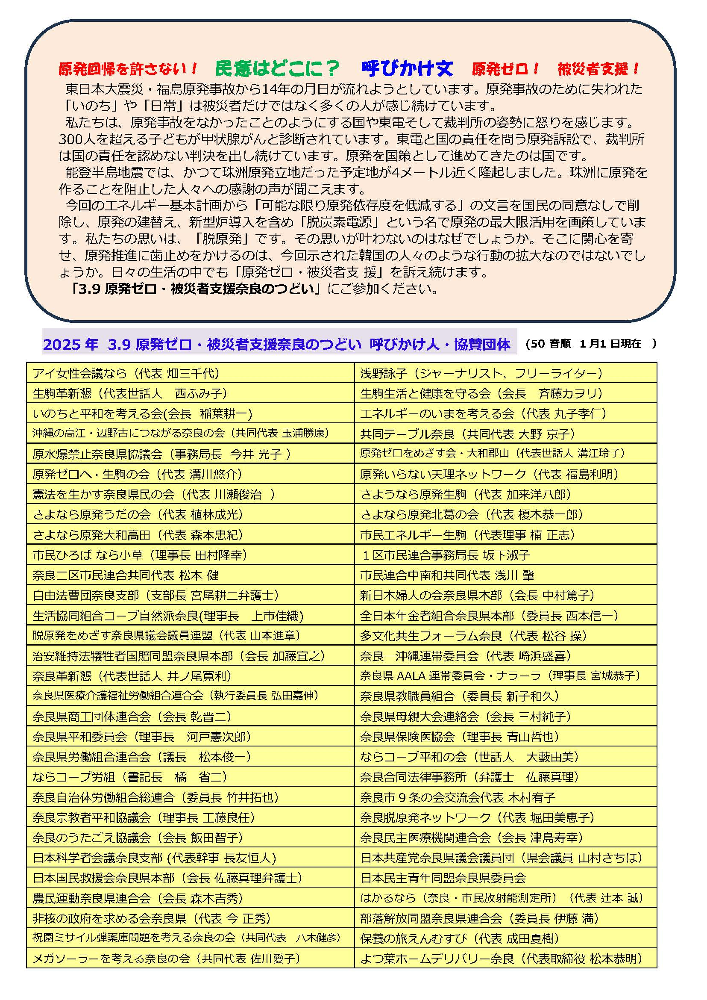 原発回帰を許さない！　民意はどこに？　呼びかけ文　原発ゼロ！　被災者支援！
東日本大震災・福島原発事故から14年の月日が流れようとしています。原発事故のために失われた
「いのち」や「日常」は被災者だけではなく多くの人が感じ続けています。
私たちは、原発事故をなかったことのようにする国や東電そして裁判所の姿勢に怒りを感じます。
300人を超える子どもが甲状腺がんと診断されています。東電と国の責任を問う原発訴訟で、裁判所
は国の責任を認めない判決を出し続けています。原発を国策として進めてきたのは国です。
能登半島地震では、かつて珠洲原発立地だった予定地が4メートル近く隆起しました。珠洲に原発を
作ることを阻止した人々への感謝の声が聞こえます。
今回のエネルギー基本計画から「可能な限り原発依存度を低減する」の文言を国民の同意なしで削
除し、原発の建替え、新型炉導入を含め「脱炭素電源」という名で原発の最大限活用を画策していま
す。私たちの思いは、「脱原発」です。その思いが叶わないのはなぜでしょうか。そこに関心を寄
せ、原発推進に歯止めをかけるのは、今回示された韓国の人々のような行動の拡大なのではないでし
ょうか。日々の生活の中でも「原発ゼロ・被災者支 援」を訴え続けます。
「3.9 原発ゼロ・被災者支援奈良のつどい」にご参加ください。
2025 年 3.9 原発ゼロ・被災者支援奈良のつどい 呼びかけ人・協賛団体 (50 音順 1 月1 日現在 ）
アイ女性会議なら（代表 畑三千代）
浅野詠子（ジャーナリスト、フリーライター）
生駒革新懇（代表世話人　西ふみ子）
生駒生活と健康を守る会（会長　斉藤カヲリ）
いのちと平和を考える会(会長 稲葉耕一)
エネルギーのいまを考える会（代表 丸子孝仁）
沖縄の高江・辺野古につながる奈良の会（共同代表 玉浦勝康）
共同テーブル奈良（共同代表 大野 京子）
原水爆禁止奈良県協議会（事務局長 今井 光子 ）
原発ゼロをめざす会・大和郡山（代表世話人 溝江玲子）
原発ゼロへ・生駒の会（代表 溝川悠介）
原発いらない天理ネットワーク（代表 福島利明）
憲法を生かす奈良県民の会（代表 川瀬俊治 ）
さようなら原発生駒（代表 加来洋八郎）
さよなら原発うだの会（代表 植林成光）
さよなら原発北葛の会（代表 榎本恭一郎）
さよなら原発大和高田（代表 森本忠紀）
市民エネルギー生駒（代表理事 楠 正志）
市民ひろば なら小草（理事長 田村隆幸）
１区市民連合事務局長 坂下淑子
奈良二区市民連合共同代表 松本 健
市民連合中南和共同代表 浅川 肇
自由法曹団奈良支部（支部長 宮尾耕二弁護士）
新日本婦人の会奈良県本部（会長 中村篤子）
生活協同組合コープ自然派奈良(理事長　上市佳織)
全日本年金者組合奈良県本部（委員長 西本信一）
脱原発をめざす奈良県議会議員連盟（代表 山本進章）
多文化共生フォーラム奈良（代表 松谷 操）
治安維持法犠牲者国賠同盟奈良県本部（会長 加藤宜之）
奈良―沖縄連帯委員会（代表 崎浜盛喜）
奈良革新懇（代表世話人 井ノ尾寛利）
奈良県 AALA 連帯委員会・ナラーラ（理事長 宮城恭子）
奈良県医療介護福祉労働組合連合会（執行委員長 弘田嘉伸）
奈良県教職員組合（委員長 新子和久）
奈良県商工団体連合会（会長 乾晋二）
奈良県母親大会連絡会（会長 三村純子）
奈良県平和委員会（理事長　河戸憲次郎）
奈良県保険医協会（理事長 青山哲也）
奈良県労働組合連合会（議長　松本俊一）
ならコープ平和の会（世話人　大藪由美）
ならコープ労組（書記長　橘　省二）
奈良合同法律事務所（弁護士　佐藤真理）
奈良自治体労働組合総連合（委員長 竹井拓也）
奈良市 9 条の会交流会代表 木村宥子
奈良宗教者平和協議会（理事長 工藤良任）
奈良脱原発ネットワーク（代表 堀田美恵子）
奈良のうたごえ協議会（会長 飯田智子）
奈良民主医療機関連合会（会長 津島寿幸）
日本科学者会議奈良支部 (代表幹事 長友恒人)
日本共産党奈良県議会議員団（県会議員 山村さちほ）
日本国民救援会奈良県本部（会長 佐藤真理弁護士）
日本民主青年同盟奈良県委員会
農民運動奈良県連合会（会長 森本吉秀）
はかるなら（奈良・市民放射能測定所）（代表 辻本 誠）
非核の政府を求める会奈良県（代表 今 正秀）
部落解放同盟奈良県連合会（委員長 伊藤 満）
祝園ミサイル弾薬庫問題を考える奈良の会（共同代表　八木健彦）
保養の旅えんむすび（代表 成田夏樹）
メガソーラーを考える奈良の会（共同代表 佐川愛子）
よつ葉ホームデリバリー奈良（代表取締役 松本恭明）